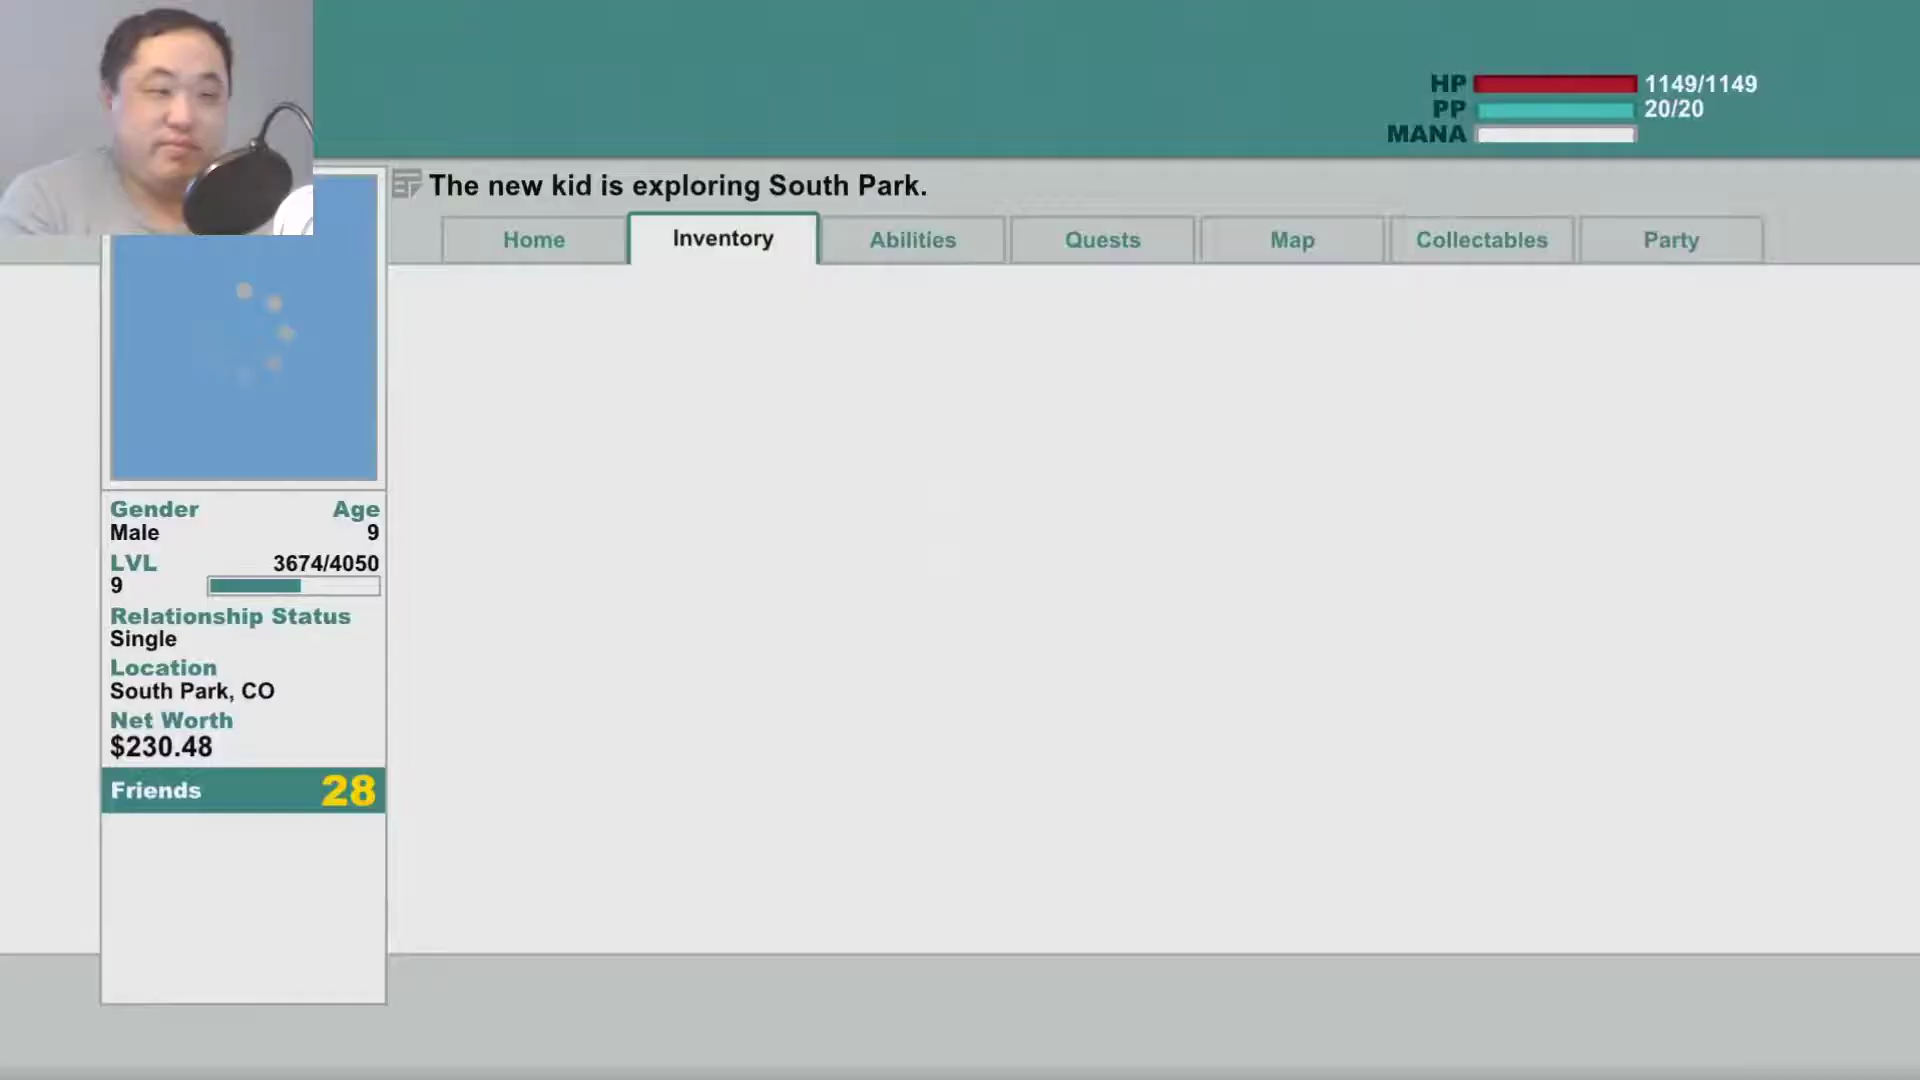 HP 1149/1149
PP 20/20
MANA
The new kid is exploring South Park.
Home Inventory Abilities Quests Map Collectables Party
Gender Age
Male 9
LVL 3674/4050
9
Relationship Status
Single
Location
South Park, CO
Net Worth
$230.48
Friends 28